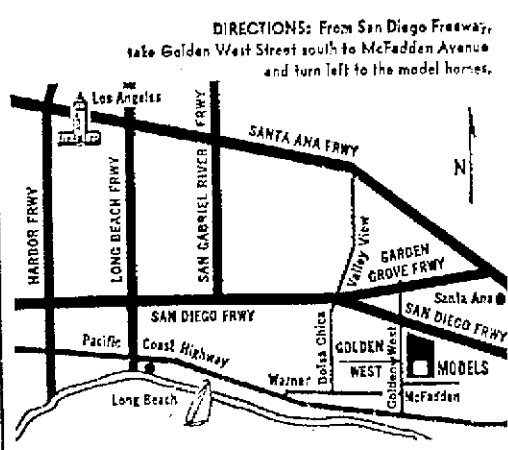 DIRECTIONS: From San Diego Freeway,
take Golden West Street south to McFadden Avenue
and turn left to the model homes.
Los Angeles
SANTA ANA FRWY
N
HARBOR FRWY
LONG BEACH FRWY
SAN GABRIEL RIVER FRWY
Valley View
GARDEN
GROVE FRWY
Santa Ana
SAN DIEGO FRWY
SAN DIEGO FRWY
Pacific Coast Highway
Bolsa Chica
GOLDEN
WEST
Golden West
MODELS
Warner
McFadden
Long Beach